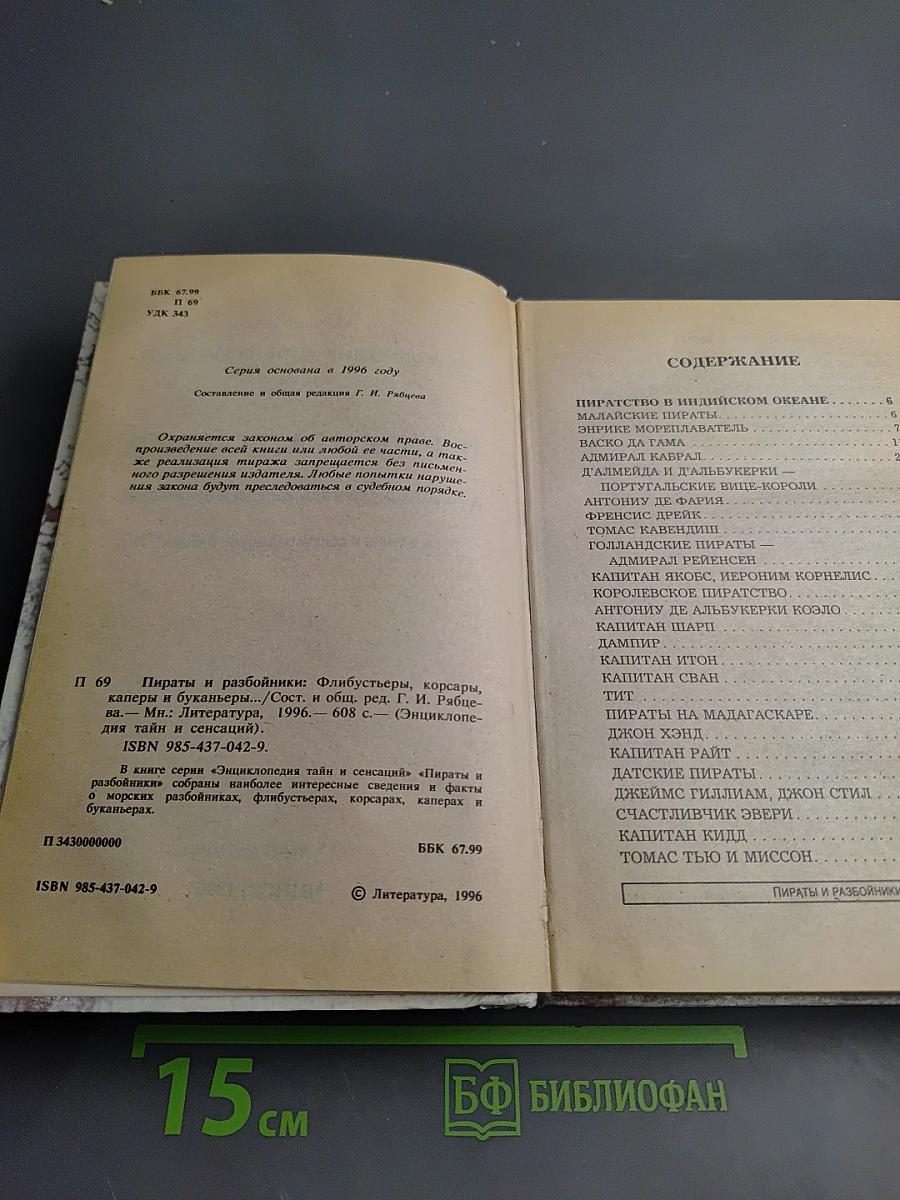 ББК 67.99
П 69
УДК 343
Серия основана в 1996 году
Составление и общая редакция Г. И. Рябцева
Охраняется законом об авторском праве. Вос-
произведение всей книги или любой ее части, а так-
же реализация тиража запрещается без письмен-
ного разрешения издателя. Любые попытки наруше-
ния закона будут преследоваться в судебном порядке.
П 69 Пираты и разбойники: Флибустьеры, корсары,
каперы и буканьеры.../Сост. и общ. ред. Г. И. Рябце-
ва.— Мн.: Литература, 1996.— 608 с.— (Энциклопе-
дия тайн и сенсаций).
ISBN 985-437-042-9.
В книге серии «Энциклопедия тайн и сенсаций» «Пираты и
разбойники» собраны наиболее интересные сведения и факты
о морских разбойниках, флибустьерах, корсарах, каперах и
буканьерах.
П 3430000000
ББК 67.99
ISBN 985-437-042-9
© Литература, 1996
СОДЕРЖАНИЕ
ПИРАТСТВО В ИНДИЙСКОМ ОКЕАНЕ ....... 6
МАЛАЙСКИЕ ПИРАТЫ.................... 6
ЭНРИКЕ МОРЕПЛАВАТЕЛЬ ................ 7
ВАСКО ДА ГАМА ....................... 1
АДМИРАЛ КАБРАЛ...................... 2
Д'АЛМЕЙДА И Д'АЛЬБУКЕРКИ —
ПОРТУГАЛЬСКИЕ ВИЦЕ-КОРОЛИ ........
АНТОНИУ ДЕ ФАРИЯ....................
ФРЕНСИС ДРЕЙК.......................
ТОМАС КАВЕНДИШ ....................
ГОЛЛАНДСКИЕ ПИРАТЫ —
АДМИРАЛ РЕЙЕНСЕН .................
КАПИТАН ЯКОБС, ИЕРОНИМ КОРНЕЛИС....
КОРОЛЕВСКОЕ ПИРАТСТВО..............
АНТОНИУ ДЕ АЛЬБУКЕРКИ КОЭЛО ........
КАПИТАН ШАРП ......................
ДАМПИР.............................
КАПИТАН ИТОН.......................
КАПИТАН СВАН.......................
ТИТ ................................
ПИРАТЫ НА МАДАГАСКАРЕ..............
ДЖОН ХЭНД..........................
КАПИТАН РАЙТ .......................
ДАТСКИЕ ПИРАТЫ.....................
ДЖЕЙМС ГИЛЛИАМ, ДЖОН СТИЛ ........
СЧАСТЛИВЧИК ЭВЕРИ..................
КАПИТАН КИДД ......................
ТОМАС ТЬЮ И МИССОН.................
ПИРАТЫ И РАЗБОЙНИКИ
15 см
БФ БИБЛИОФАН